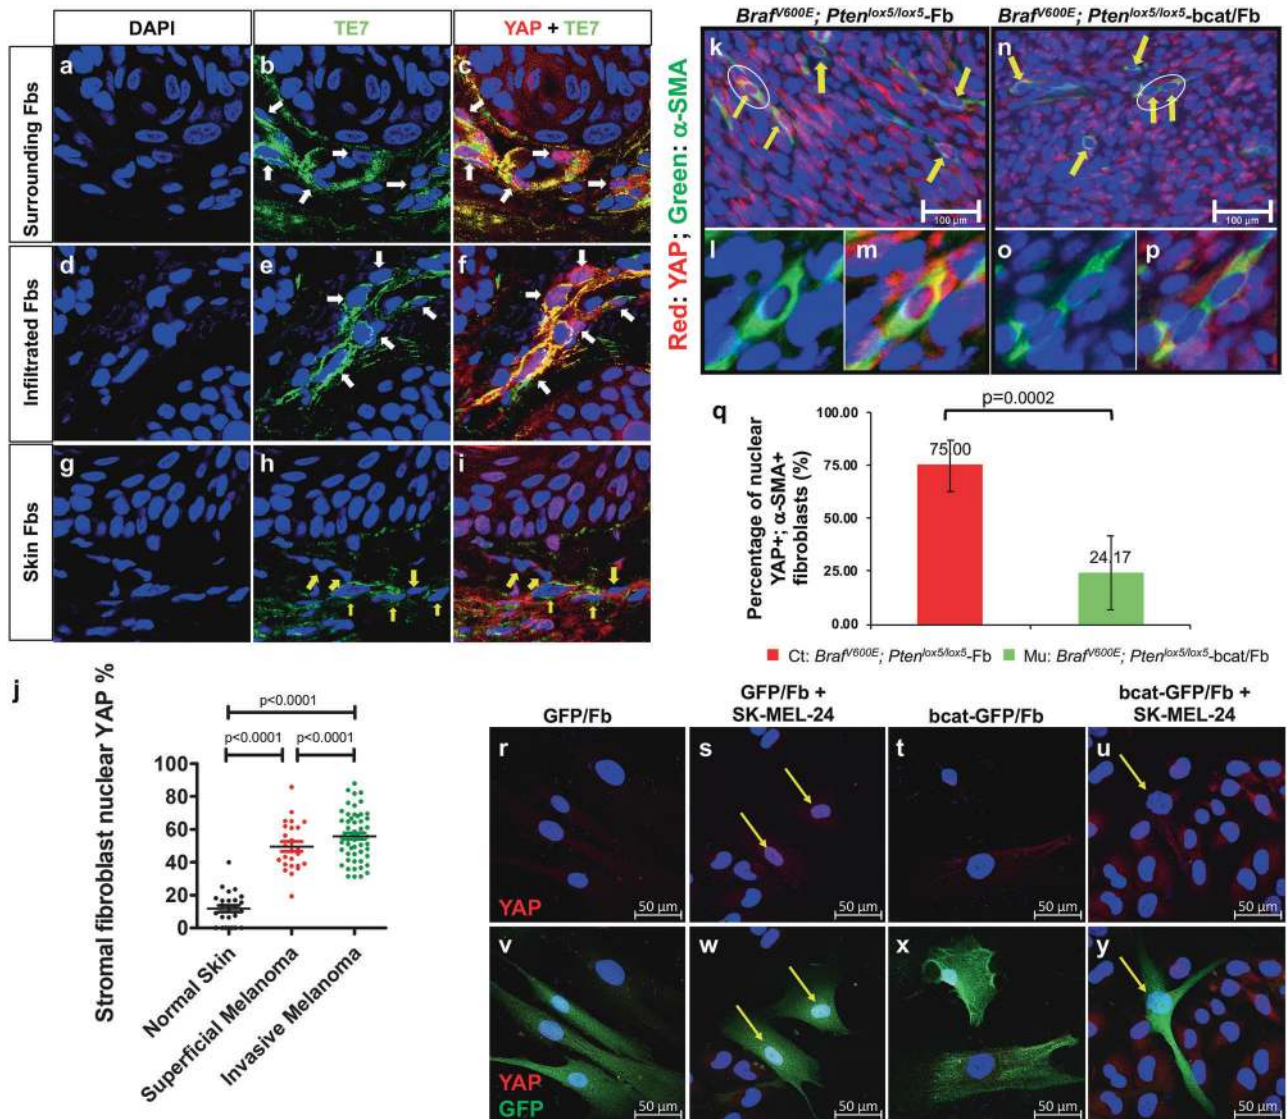 DAPI
TE7
YAP + TE7
Surrounding Fbs
a
b
c
Infiltrated Fbs
d
e
f
Skin Fbs
g
h
i
Red: YAP; Green: α-SMA
Braf^V600E; Pten^lox5/lox5-Fb
Braf^V600E; Pten^lox5/lox5-bcat/Fb
k
n
100 µm
100 µm
l
m
o
p
q
Percentage of nuclear
YAP+; α-SMA+
fibroblasts (%)
100.00
75.00
50.00
25.00
0.00
p=0.0002
75.00
24.17
Ct: Braf^V600E; Pten^lox5/lox5-Fb
Mu: Braf^V600E; Pten^lox5/lox5-bcat/Fb
j
Stromal fibroblast nuclear YAP %
p<0.0001
p<0.0001
p<0.0001
100
80
60
40
20
0
Normal Skin
Superficial Melanoma
Invasive Melanoma
GFP/Fb
GFP/Fb +
SK-MEL-24
bcat-GFP/Fb
bcat-GFP/Fb +
SK-MEL-24
r
s
t
u
YAP
50 µm
50 µm
50 µm
50 µm
v
w
x
y
YAP
GFP
50 µm
50 µm
50 µm
50 µm